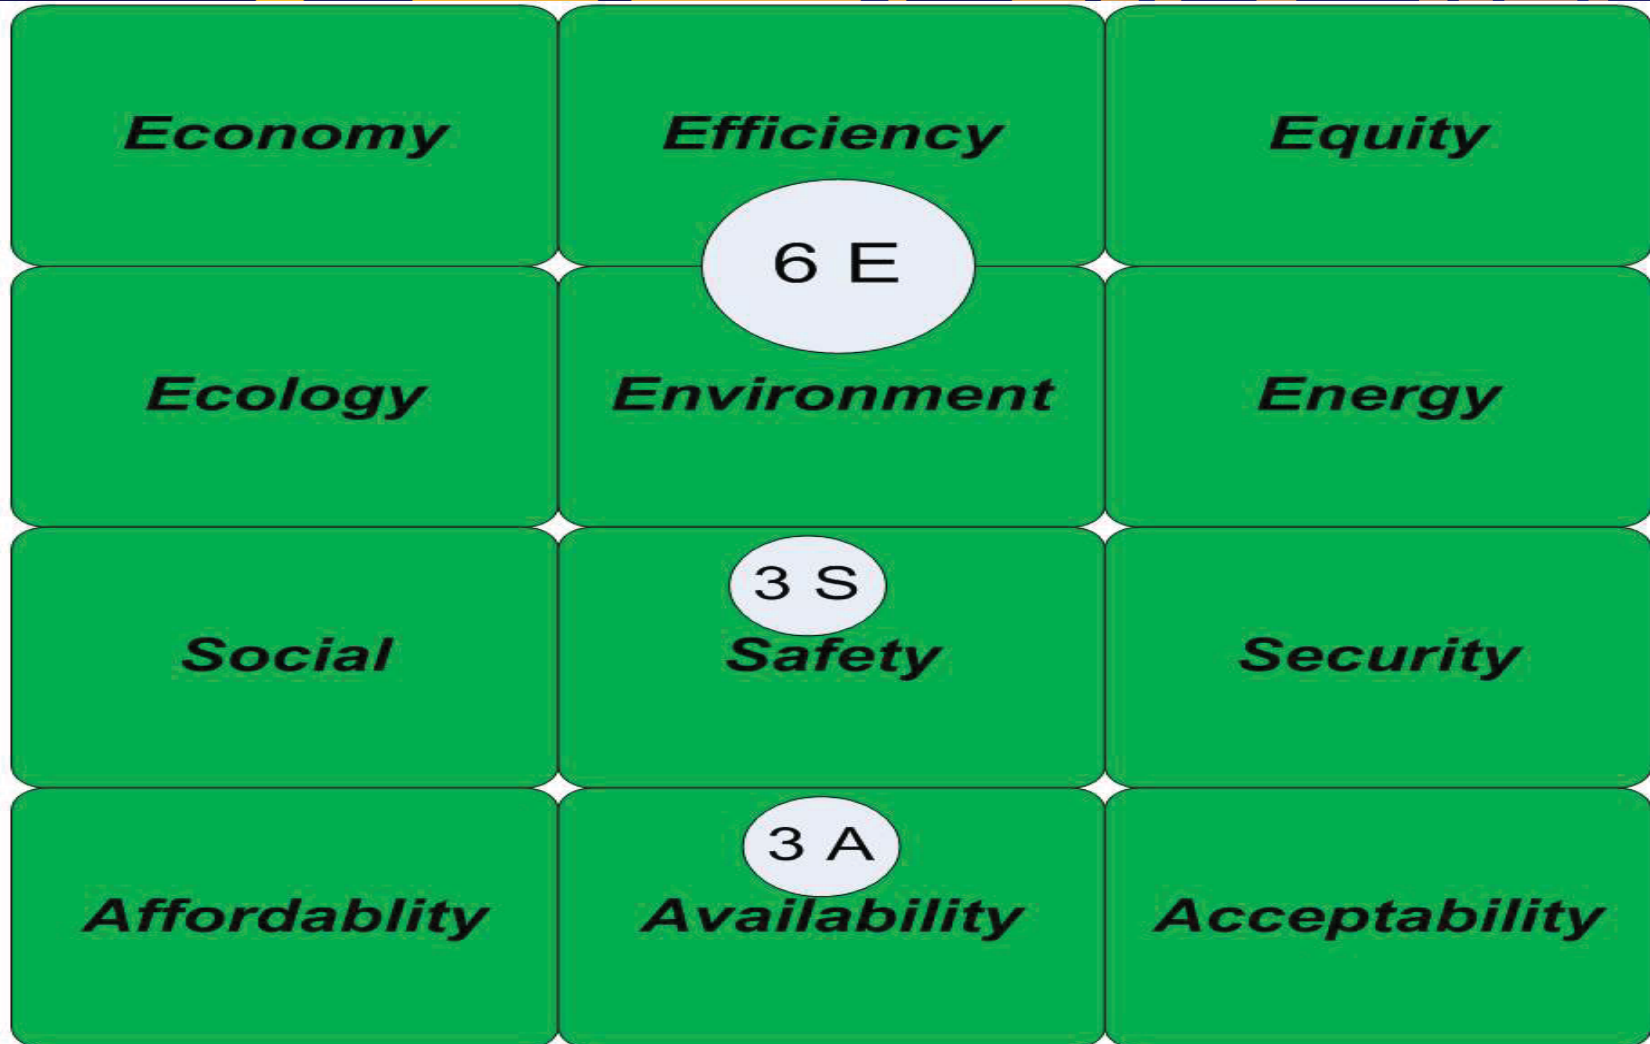 Economy
Efficiency
Equity
6 E
Ecology
Environment
Energy
3 S
Social
Safety
Security
3 A
Affordablity
Availability
Acceptability